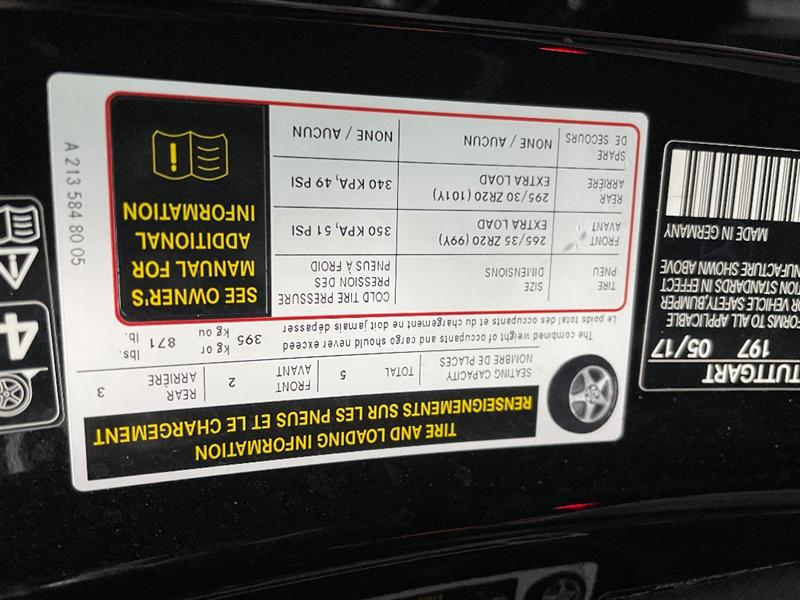 TIRE AND LOADING INFORMATION
RENSEIGNEMENTS SUR LES PNEUS ET LE CHARGEMENT
SEATING CAPACITY
NOMBRE DE PLACES
TOTAL 5
FRONT
AVANT
2
REAR
ARRIÈRE
3
The combined weight of occupants and cargo should never exceed
Le poids total des occupants et du chargement ne doit jamais dépasser
395 kg or
kg ou
871 lbs.
lb.
TIRE
PNEU
SIZE
DIMENSIONS
COLD TIRE PRESSURE
PRESSION DES
PNEUS À FROID
FRONT
AVANT
265/35 ZR20 (99Y)
EXTRA LOAD
350 KPA, 51 PSI
REAR
ARRIÈRE
295/30 ZR20 (101Y)
EXTRA LOAD
340 KPA, 49 PSI
SPARE
DE SECOURS
NONE / AUCUN
NONE / AUCUN
SEE OWNER'S
MANUAL FOR
ADDITIONAL
INFORMATION
A 213 584 80 05
TUTTGART
197 05/17
FORMS TO ALL APPLICABLE
R VEHICLE SAFETY,BUMPER
TION STANDARDS IN EFFECT
NUFACTURE SHOWN ABOVE
MADE IN GERMANY
4